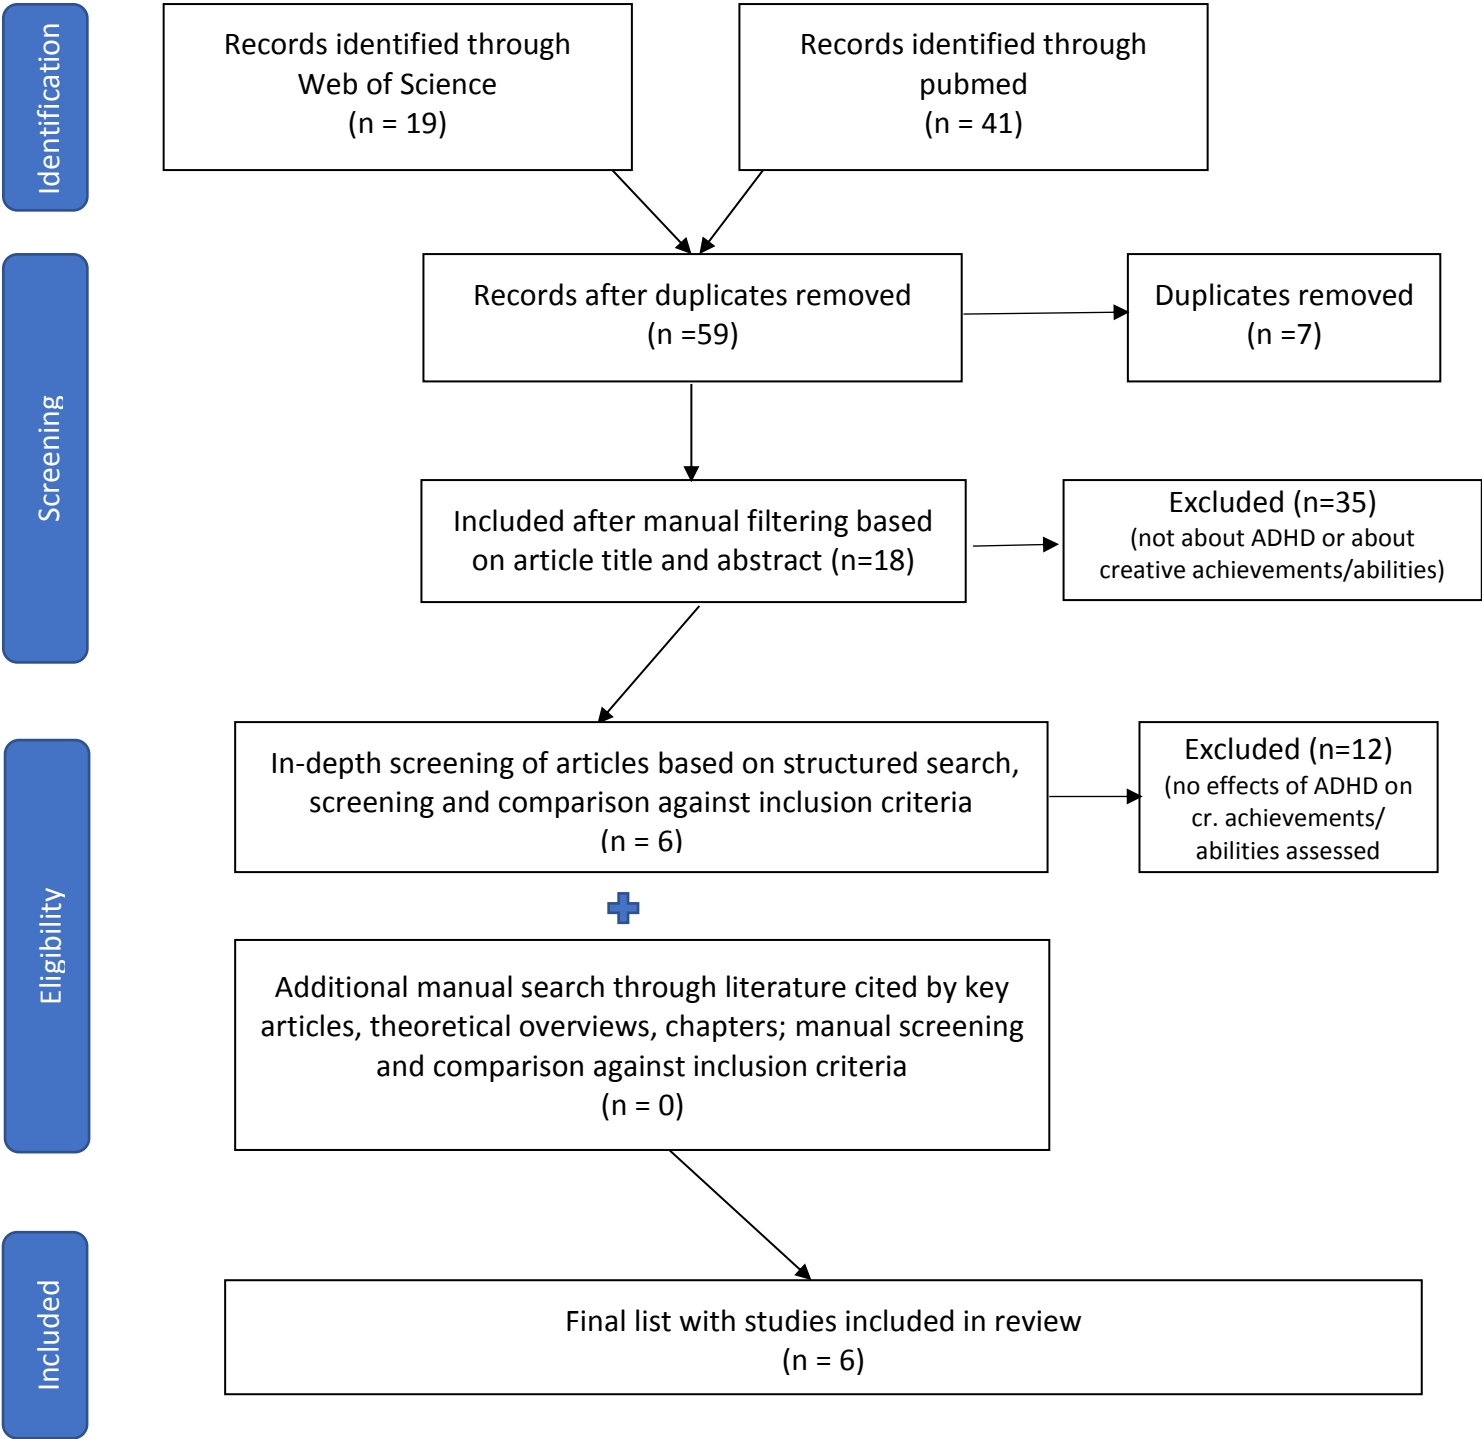 Identification
Records identified through
Web of Science
(n = 19)
Records identified through
pubmed
(n = 41)
Screening
Records after duplicates removed
(n =59)
Duplicates removed
(n =7)
Included after manual filtering based
on article title and abstract (n=18)
Excluded (n=35)
(not about ADHD or about
creative achievements/abilities)
Eligibility
In-depth screening of articles based on structured search,
screening and comparison against inclusion criteria
(n = 6)
Excluded (n=12)
(no effects of ADHD on
cr. achievements/
abilities assessed
Additional manual search through literature cited by key
articles, theoretical overviews, chapters; manual screening
and comparison against inclusion criteria
(n = 0)
Included
Final list with studies included in review
(n = 6)